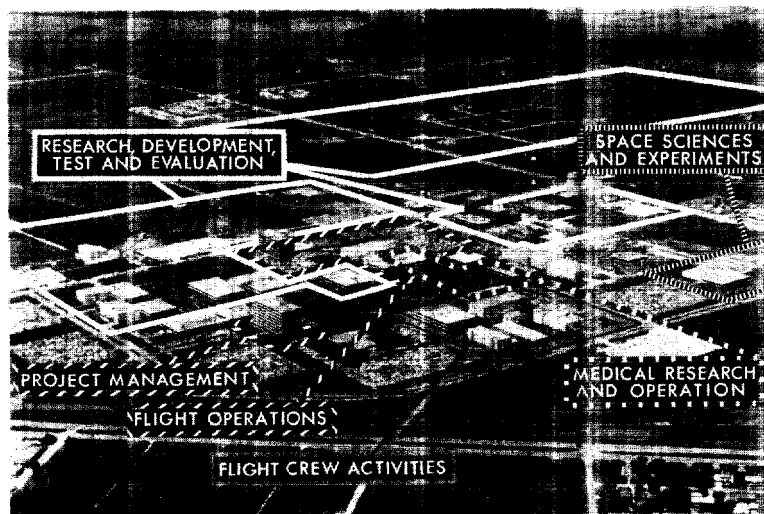 RESEARCH, DEVELOPMENT,
TEST AND EVALUATION
SPACE SCIENCES
AND EXPERIMENTS
PROJECT MANAGEMENT
MEDICAL RESEARCH
AND OPERATION
FLIGHT OPERATIONS
FLIGHT CREW ACTIVITIES